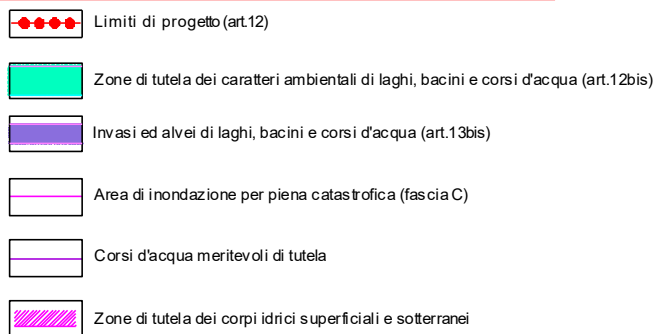 Limiti di progetto (art.12)
Zone di tutela dei caratteri ambientali di laghi, bacini e corsi d'acqua (art.12bis)
Invasi ed alvei di laghi, bacini e corsi d'acqua (art.13bis)
Area di inondazione per piena catastrofica (fascia C)
Corsi d'acqua meritevoli di tutela
Zone di tutela dei corpi idrici superficiali e sotterranei